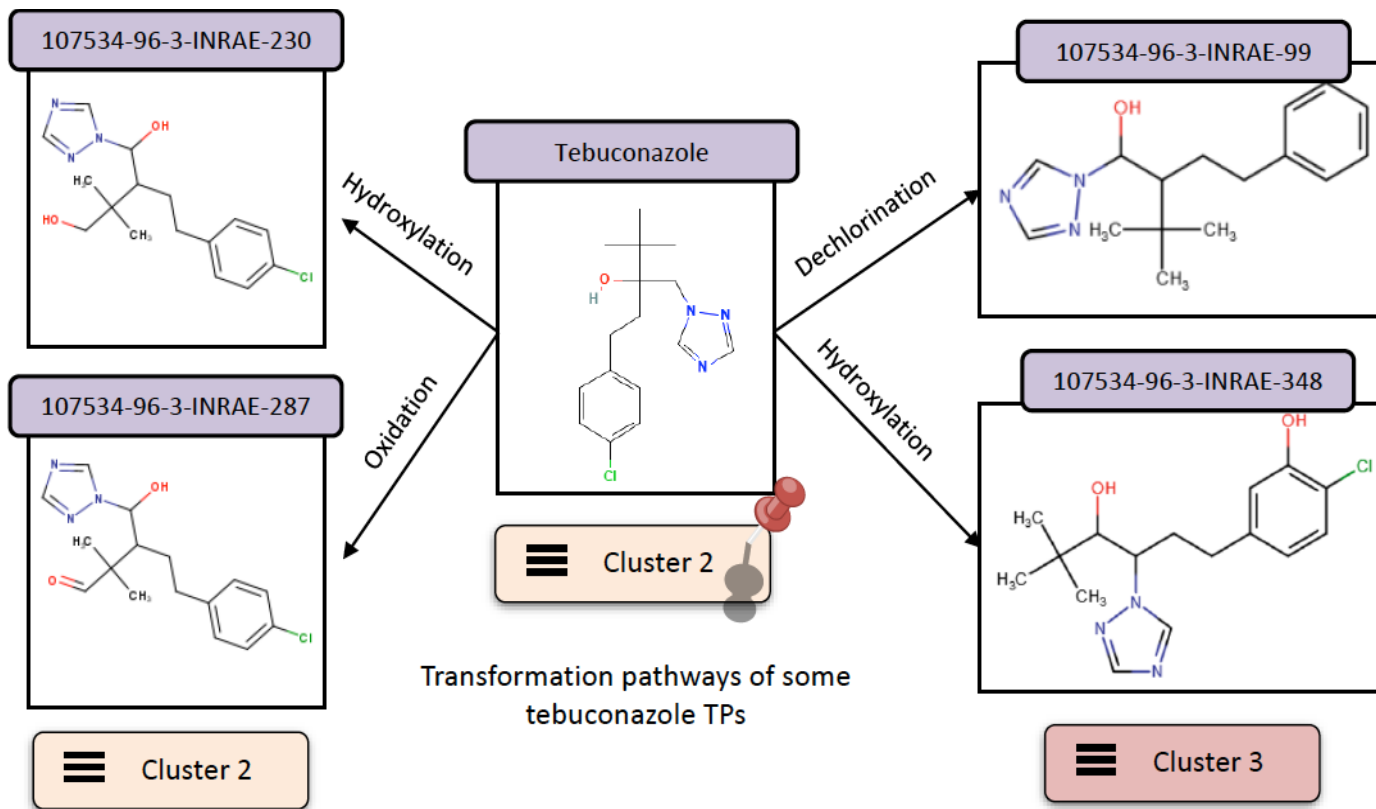 107534-96-3-INRAE-230
N
N
N
OH
H₃C
HO
CH₃
Cl
Hydroxylation
107534-96-3-INRAE-287
N
N
N
OH
H₃C
O
CH₃
Cl
Oxidation
Cluster 2
Tebuconazole
O
H
N
N
N
Cl
Cluster 2
Transformation pathways of some
tebuconazole TPs
Dechlorination
107534-96-3-INRAE-99
OH
N
N
N
H₃C
CH₃
CH₃
Hydroxylation
107534-96-3-INRAE-348
OH
Cl
OH
H₃C
H₃C
CH₃
N
N
N
Cluster 3